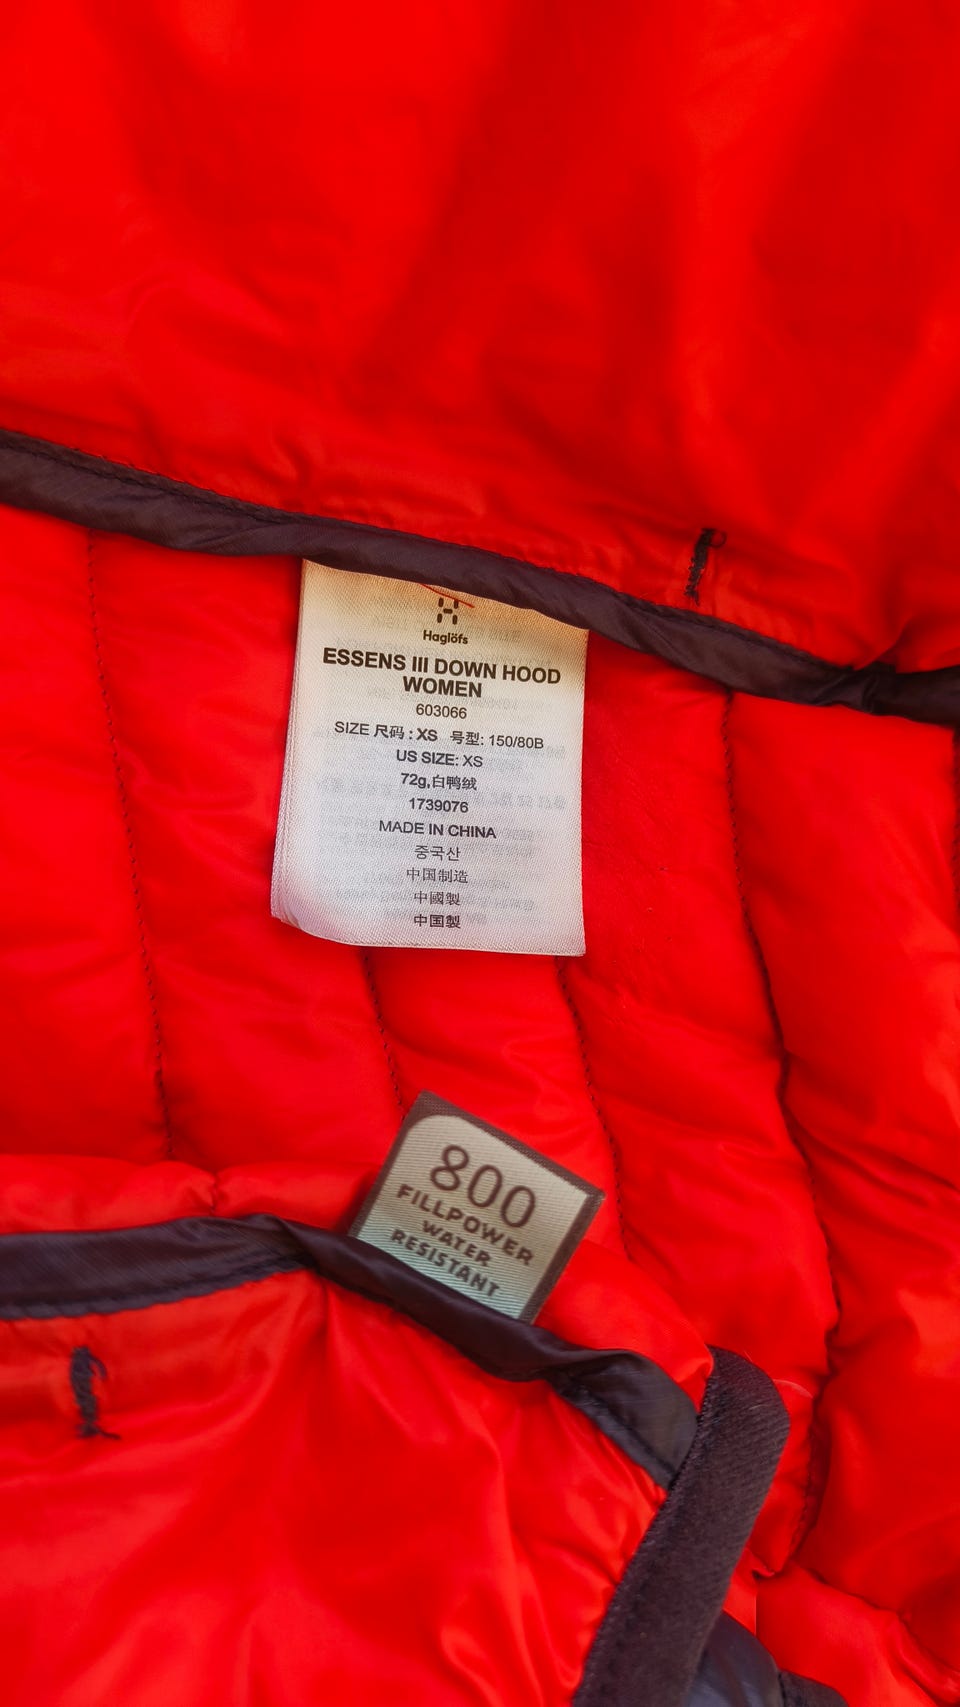 Haglöfs
ESSENS III DOWN HOOD
WOMEN
603066
SIZE 尺码 : XS 号型: 150/80B
US SIZE: XS
72g,白鸭绒
1739076
MADE IN CHINA
중국산
中国制造
中國製
中国製
800
FILLPOWER
WATER
RESISTANT